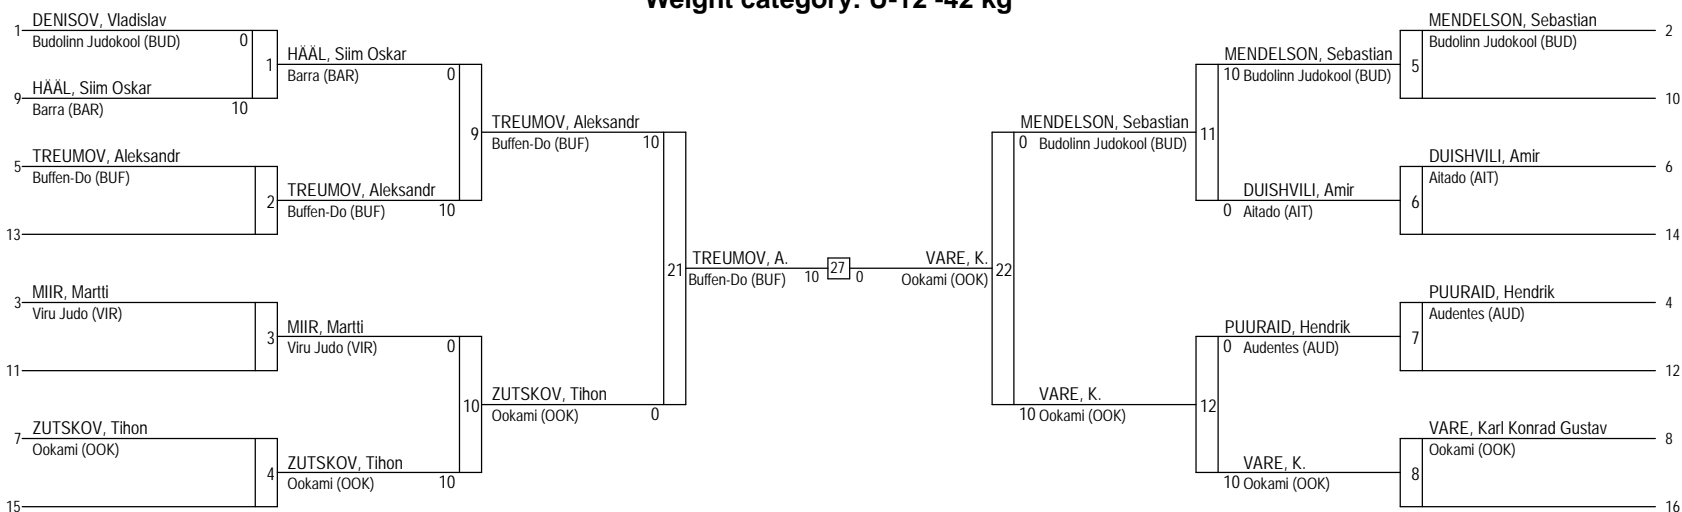 Weight category: U-12 -42 kg
1
DENISOV, Vladislav
Budolinn Judokool (BUD)
0
9
HÄÄL, Siim Oskar
Barra (BAR)
10
5
TREUMOV, Aleksandr
Buffen-Do (BUF)
13
3
MIIR, Martti
Viru Judo (VIR)
11
7
ZUTSKOV, Tihon
Ookami (OOK)
15
1
HÄÄL, Siim Oskar
Barra (BAR)
0
2
TREUMOV, Aleksandr
Buffen-Do (BUF)
10
3
MIIR, Martti
Viru Judo (VIR)
0
4
ZUTSKOV, Tihon
Ookami (OOK)
10
9
TREUMOV, Aleksandr
Buffen-Do (BUF)
10
10
ZUTSKOV, Tihon
Ookami (OOK)
0
21
TREUMOV, A.
Buffen-Do (BUF)
10
27
0
VARE, K.
Ookami (OOK)
22
MENDELSON, Sebastian
0 Budolinn Judokool (BUD)
11
VARE, K.
10 Ookami (OOK)
12
MENDELSON, Sebastian
10 Budolinn Judokool (BUD)
5
DUISHVILI, Amir
0 Aitado (AIT)
6
PUURAID, Hendrik
0 Audentes (AUD)
7
VARE, K.
10 Ookami (OOK)
8
MENDELSON, Sebastian
Budolinn Judokool (BUD)
2
10
DUISHVILI, Amir
Aitado (AIT)
6
14
PUURAID, Hendrik
Audentes (AUD)
4
12
VARE, Karl Konrad Gustav
Ookami (OOK)
8
16